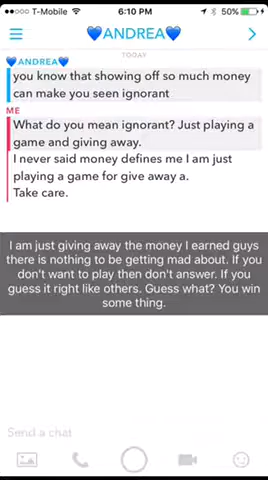 T-Mobile 6:10 PM 50%
💙ANDREA💙
TODAY
💙ANDREA💙
you know that showing off so much money
can make you seen ignorant
ME
What do you mean ignorant? Just playing a
game and giving away.
I never said money defines me I am just
playing a game for give away a.
Take care.
I am just giving away the money I earned guys
there is nothing to be getting mad about. If you
don't want to play then don't answer. If you
guess it right like others. Guess what? You win
some thing.
Send a chat